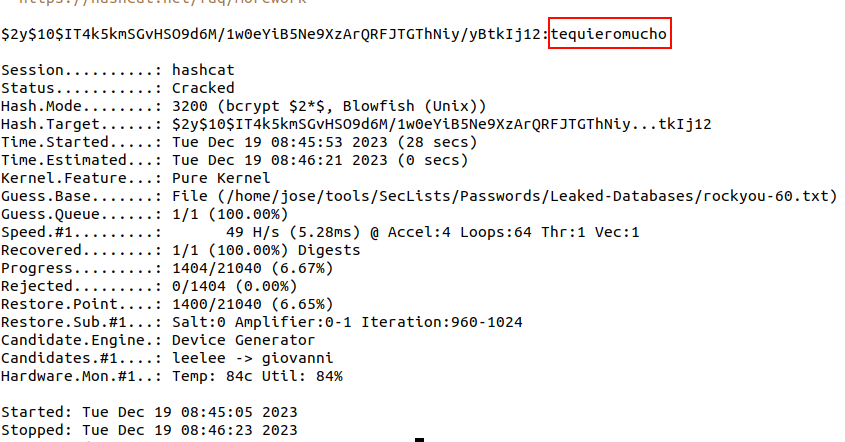 https://hashcat.net/faq/morework
$2y$10$IT4k5kmSGvHSO9d6M/1w0eYiB5Ne9XzArQRFJTGThNiy/yBtkIj12:tequieromucho
Session..........: hashcat
Status...........: Cracked
Hash.Mode........: 3200 (bcrypt $2*$, Blowfish (Unix))
Hash.Target......: $2y$10$IT4k5kmSGvHSO9d6M/1w0eYiB5Ne9XzArQRFJTGThNiy...tkIj12
Time.Started.....: Tue Dec 19 08:45:53 2023 (28 secs)
Time.Estimated...: Tue Dec 19 08:46:21 2023 (0 secs)
Kernel.Feature...: Pure Kernel
Guess.Base.......: File (/home/jose/tools/SecLists/Passwords/Leaked-Databases/rockyou-60.txt)
Guess.Queue......: 1/1 (100.00%)
Speed.#1.........:       49 H/s (5.28ms) @ Accel:4 Loops:64 Thr:1 Vec:1
Recovered........: 1/1 (100.00%) Digests
Progress.........: 1404/21040 (6.67%)
Rejected.........: 0/1404 (0.00%)
Restore.Point....: 1400/21040 (6.65%)
Restore.Sub.#1...: Salt:0 Amplifier:0-1 Iteration:960-1024
Candidate.Engine.: Device Generator
Candidates.#1....: leelee -> giovanni
Hardware.Mon.#1..: Temp: 84c Util: 84%
Started: Tue Dec 19 08:45:05 2023
Stopped: Tue Dec 19 08:46:23 2023